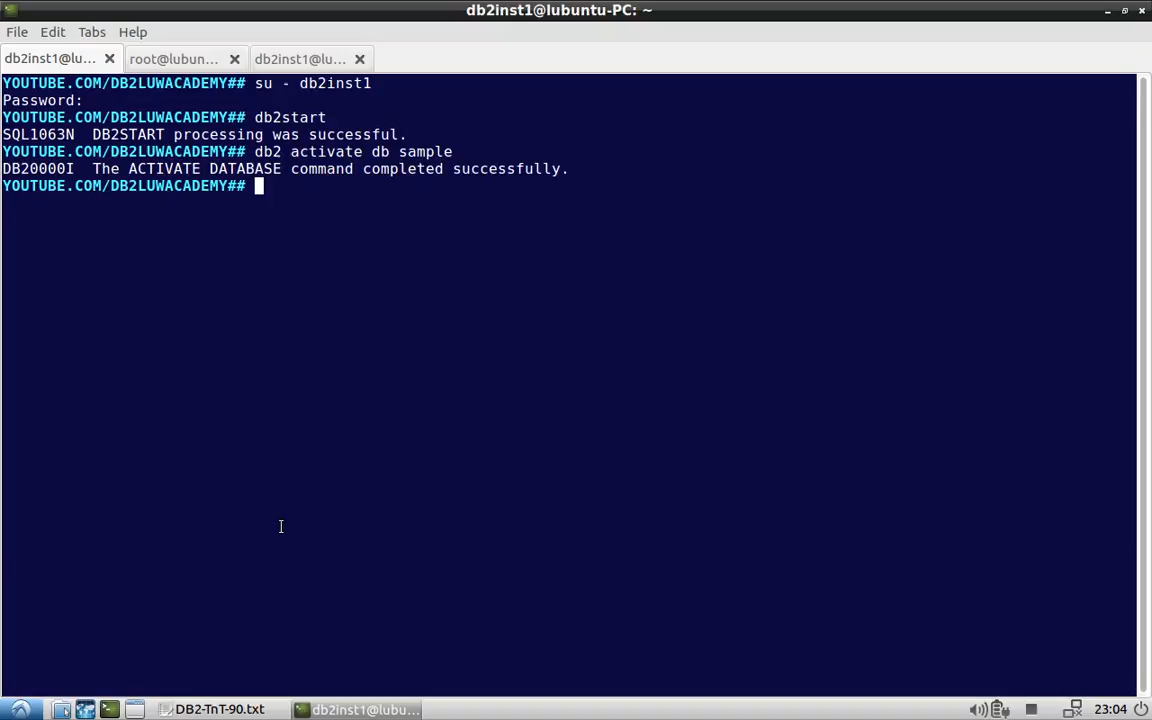 db2inst1@lubuntu-PC: ~
File Edit Tabs Help
db2inst1@lu... root@lubun... db2inst1@lu...
YOUTUBE.COM/DB2LUWACADEMY## su - db2inst1
Password:
YOUTUBE.COM/DB2LUWACADEMY## db2start
SQL1063N  DB2START processing was successful.
YOUTUBE.COM/DB2LUWACADEMY## db2 activate db sample
DB20000I  The ACTIVATE DATABASE command completed successfully.
YOUTUBE.COM/DB2LUWACADEMY##
DB2-TnT-90.txt db2inst1@lubu... 23:04